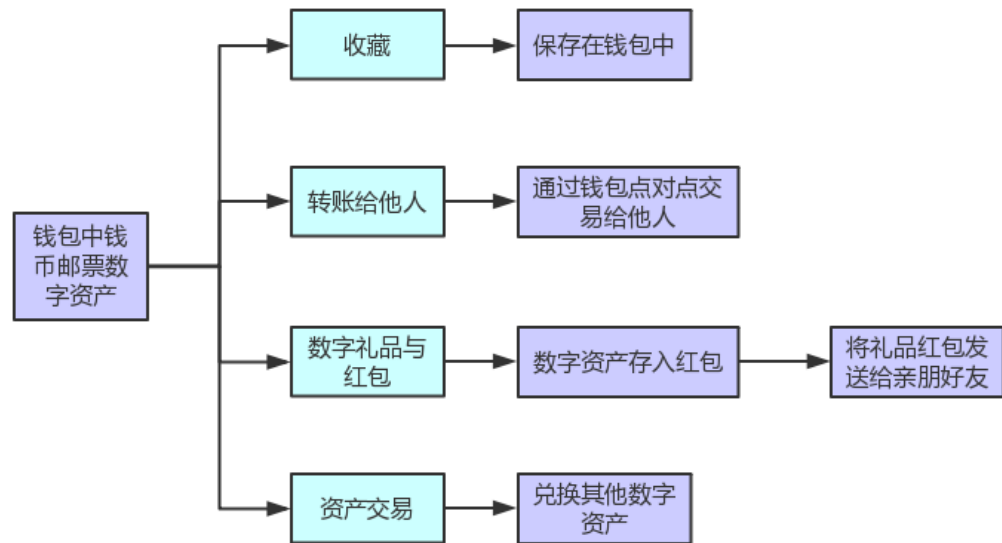 收藏
保存在钱包中
转账给他人
通过钱包点对点交
易给他人
钱包中钱
币邮票数
字资产
数字礼品与
红包
数字资产存入红包
将礼品红包发
送给亲朋好友
资产交易
兑换其他数字
资产